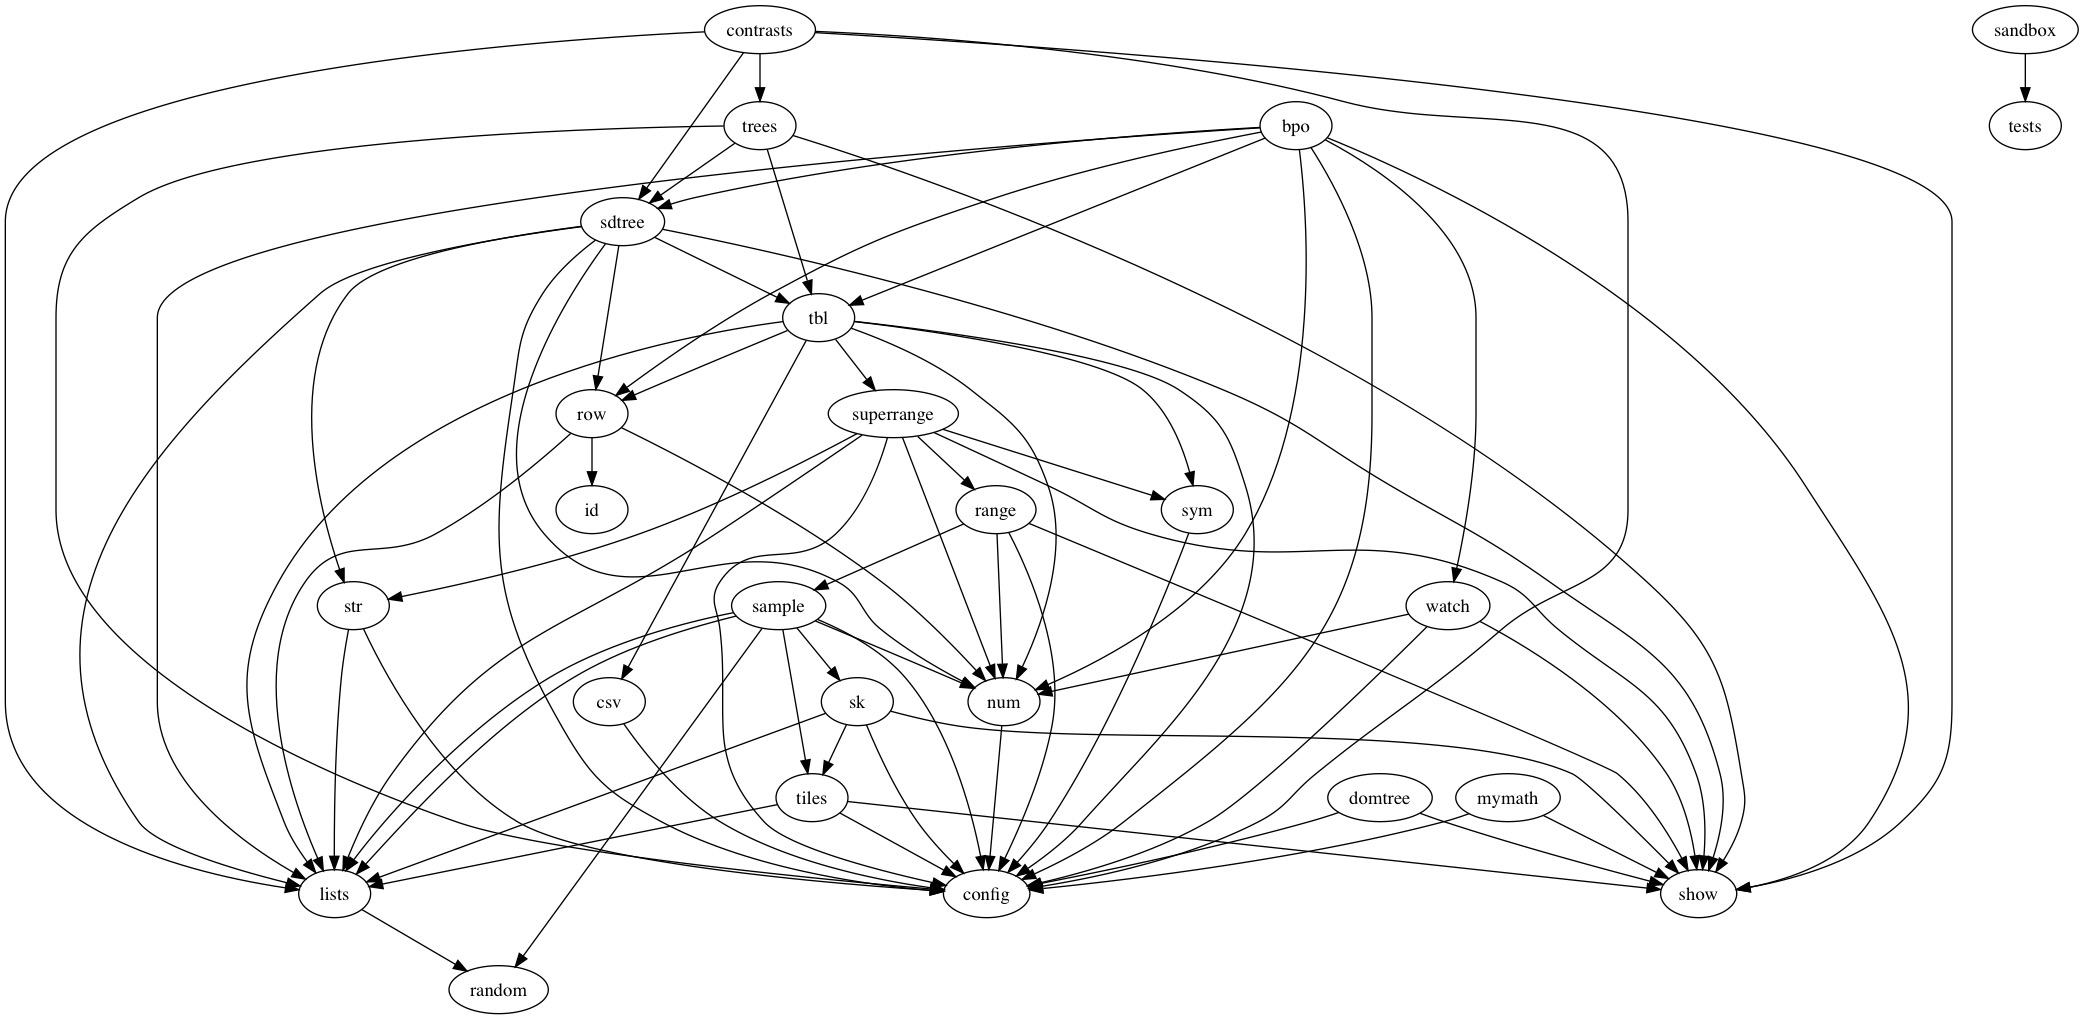 contrasts
sandbox
trees
bpo
tests
sdtree
tbl
row
superrange
id
range
sym
str
sample
watch
csv
sk
num
tiles
domtree
mymath
lists
config
show
random